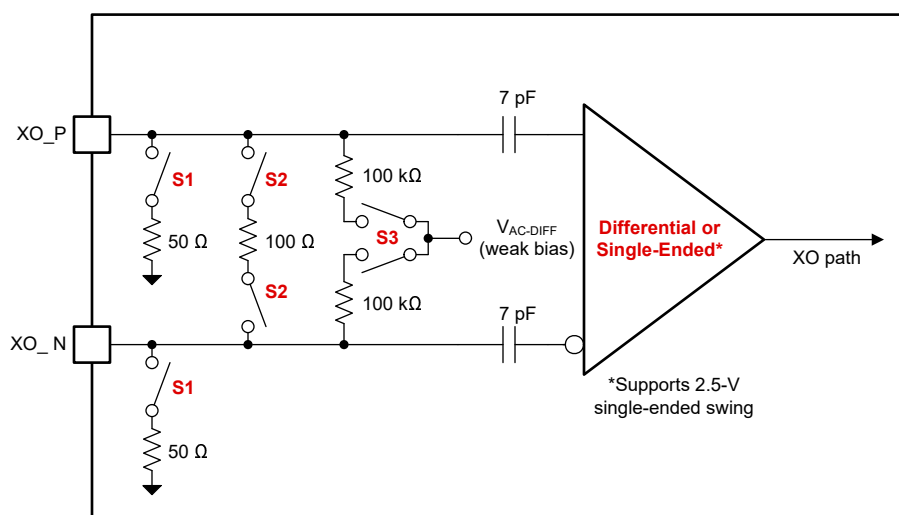 7 pF
XO_P
S1
S2
100 kΩ
50 Ω
100 Ω
S3
V_AC-DIFF
(weak bias)
Differential or
Single-Ended*
XO path
S2
100 kΩ
7 pF
XO_ N
S1
*Supports 2.5-V
single-ended swing
50 Ω